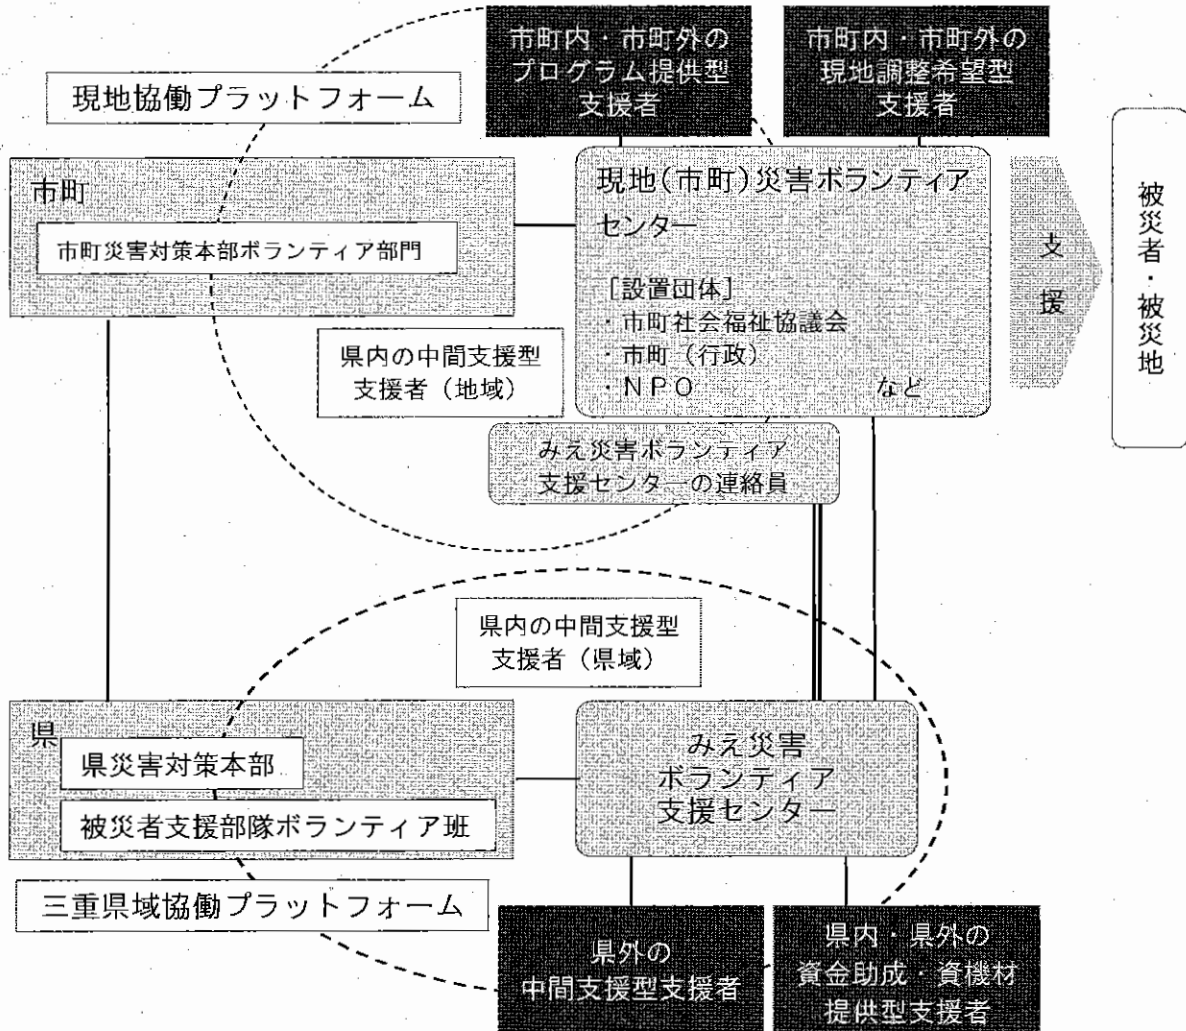 市町内・市町外の
プログラム提供型
支援者
市町内・市町外の
現地調整希望型
支援者
現地協働プラットフォーム
市町
市町災害対策本部ボランティア部門
現地(市町)災害ボランティア
センター
[設置団体]
・市町社会福祉協議会
・市町(行政)
・NPO など
支援
被災者・被災地
県内の中間支援型
支援者(地域)
みえ災害ボランティア
支援センターの連絡員
県内の中間支援型
支援者(県域)
県
県災害対策本部
被災者支援部隊ボランティア班
みえ災害
ボランティア
支援センター
三重県域協働プラットフォーム
県外の
中間支援型支援者
県内・県外の
資金助成・資機材
提供型支援者